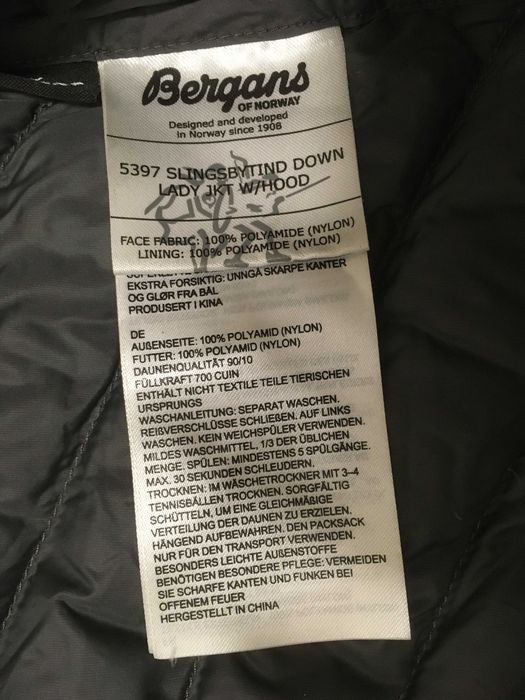 Bergans
OF NORWAY
Designed and developed
in Norway since 1908
5397 SLINGSBYTIND DOWN
LADY JKT W/HOOD
FACE FABRIC: 100% POLYAMIDE (NYLON)
LINING: 100% POLYAMIDE (NYLON)
EKSTRA FORSIKTIG: UNNGÅ SKARPE KANTER
OG GLØR FRA BÅL
PRODUSERT I KINA
DE
AUßENSEITE: 100% POLYAMID (NYLON)
FUTTER: 100% POLYAMID (NYLON)
DAUNENQUALITÄT 90/10
FÜLLKRAFT 700 CUIN
ENTHÄLT NICHT TEXTILE TEILE TIERISCHEN
URSPRUNGS
WASCHANLEITUNG: SEPARAT WASCHEN.
REIßVERSCHLÜSSE SCHLIEßEN. AUF LINKS
WASCHEN. KEIN WEICHSPÜLER VERWENDEN.
MILDES WASCHMITTEL, 1/3 DER ÜBLICHEN
MENGE. SPÜLEN: MINDESTENS 5 SPÜLGÄNGE.
MAX. 30 SEKUNDEN SCHLEUDERN.
TROCKNEN: IM WÄSCHETROCKNER MIT 3–4
TENNISBÄLLEN TROCKNEN. SORGFÄLTIG
SCHÜTTELN, UM EINE GLEICHMÄßIGE
VERTEILUNG DER DAUNEN ZU ERZIELEN.
HÄNGEND AUFBEWAHREN. DEN PACKSACK
NUR FÜR DEN TRANSPORT VERWENDEN.
BESONDERS LEICHTE AUßENSTOFFE
BENÖTIGEN BESONDERE PFLEGE: VERMEIDEN
SIE SCHARFE KANTEN UND FUNKEN BEI
OFFENEM FEUER
HERGESTELLT IN CHINA